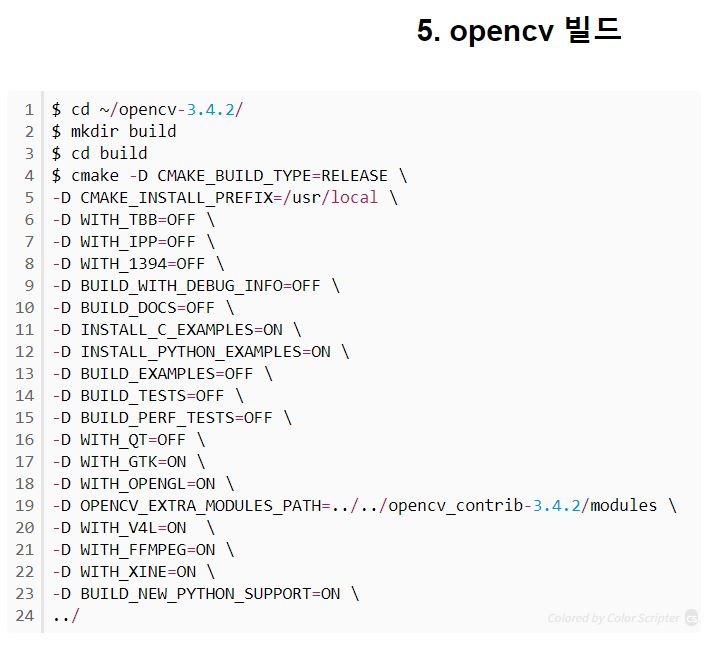 5. opencv 빌드
1 $ cd ~/opencv-3.4.2/
2 $ mkdir build
3 $ cd build
4 $ cmake -D CMAKE_BUILD_TYPE=RELEASE \
5 -D CMAKE_INSTALL_PREFIX=/usr/local \
6 -D WITH_TBB=OFF \
7 -D WITH_IPP=OFF \
8 -D WITH_1394=OFF \
9 -D BUILD_WITH_DEBUG_INFO=OFF \
10 -D BUILD_DOCS=OFF \
11 -D INSTALL_C_EXAMPLES=ON \
12 -D INSTALL_PYTHON_EXAMPLES=ON \
13 -D BUILD_EXAMPLES=OFF \
14 -D BUILD_TESTS=OFF \
15 -D BUILD_PERF_TESTS=OFF \
16 -D WITH_QT=OFF \
17 -D WITH_GTK=ON \
18 -D WITH_OPENGL=ON \
19 -D OPENCV_EXTRA_MODULES_PATH=../../opencv_contrib-3.4.2/modules \
20 -D WITH_V4L=ON  \
21 -D WITH_FFMPEG=ON \
22 -D WITH_XINE=ON \
23 -D BUILD_NEW_PYTHON_SUPPORT=ON \
24 ../
Colored by Color Scripter cs